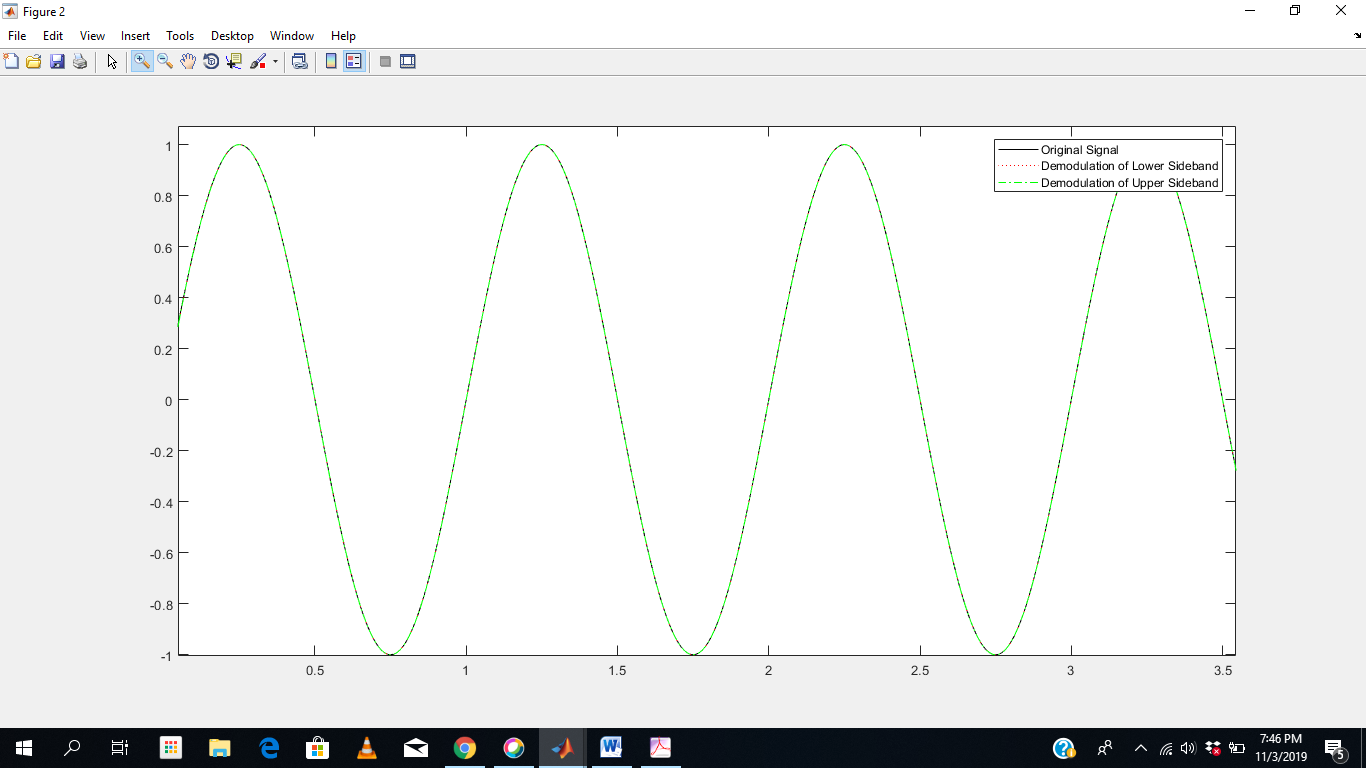 Figure 2
File Edit View Insert Tools Desktop Window Help
Original Signal
Demodulation of Lower Sideband
Demodulation of Upper Sideband
1
0.8
0.6
0.4
0.2
0
-0.2
-0.4
-0.6
-0.8
-1
0.5 1 1.5 2 2.5 3 3.5
7:46 PM
11/3/2019
5